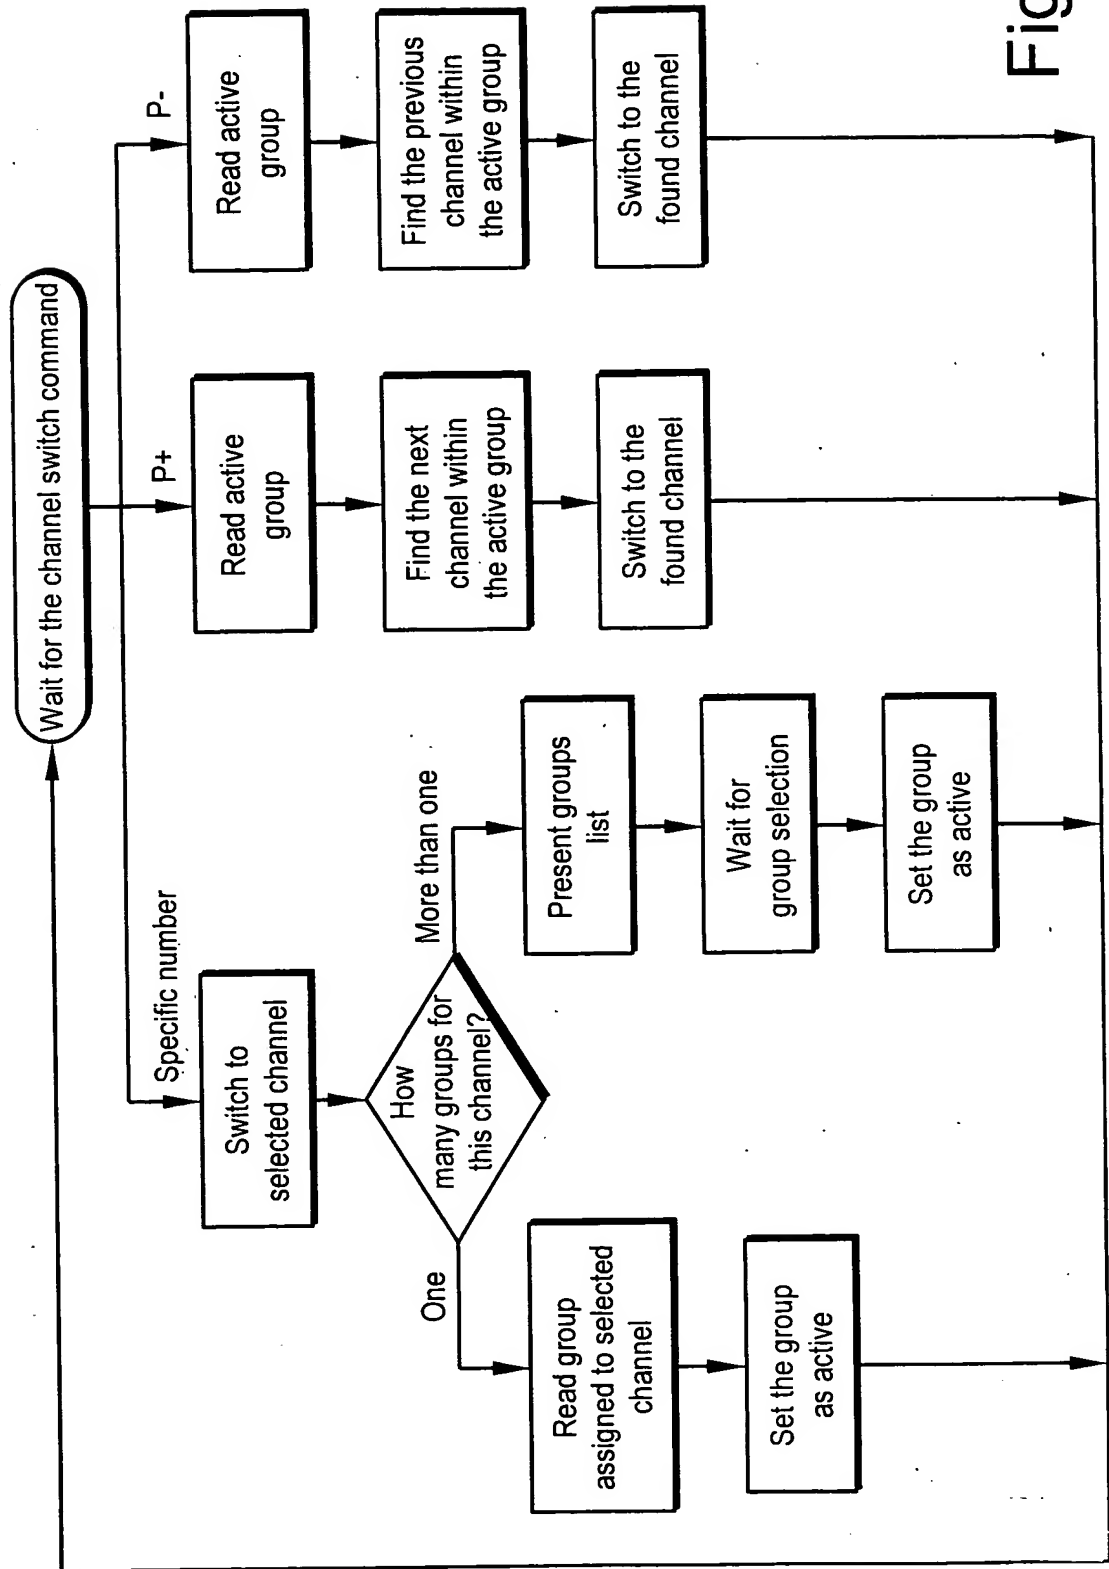 Wait for the channel switch command
Specific number
P+
P-
Switch to
selected channel
Read active
group
Read active
group
How
many groups for
this channel?
One
More than one
Find the next
channel within
the active group
Find the previous
channel within
the active group
Read group
assigned to selected
channel
Present groups
list
Switch to the
found channel
Switch to the
found channel
Wait for
group selection
Set the group
as active
Set the group
as active
Fig